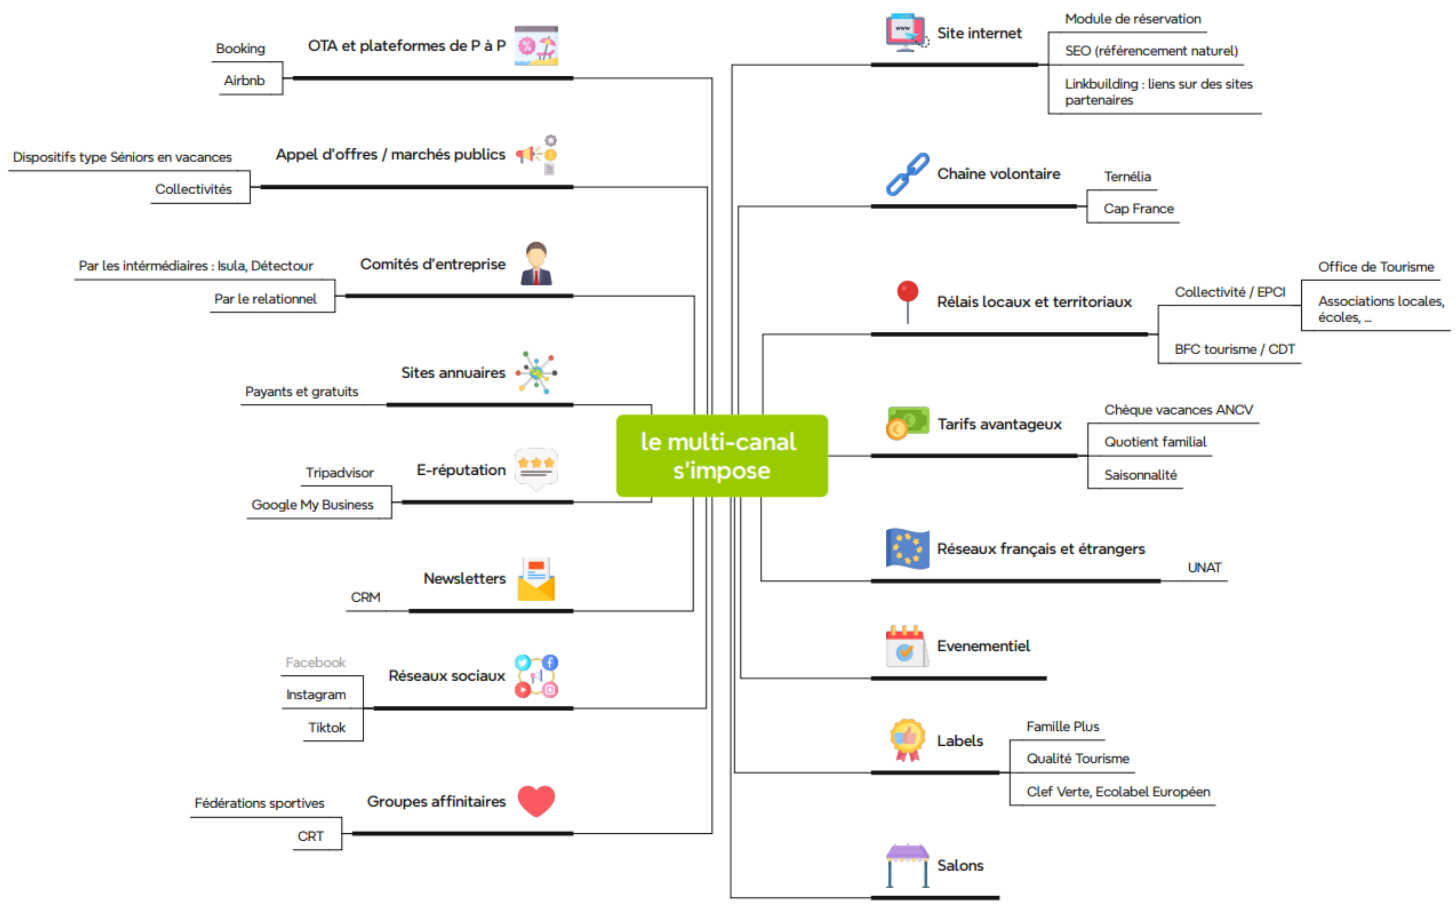 OTA et plateformes de P à P
Booking
Airbnb
Appel d'offres / marchés publics
Dispositifs type Séniors en vacances
Collectivités
Comités d'entreprise
Par les intérmédiaires : Isula, Détectour
Par le relationnel
Sites annuaires
Payants et gratuits
E-réputation
Tripadvisor
Google My Business
Newsletters
CRM
Réseaux sociaux
Facebook
Instagram
Tiktok
Groupes affinitaires
Fédérations sportives
CRT
le multi-canal
s'impose
www
Site internet
Module de réservation
SEO (référencement naturel)
Linkbuilding : liens sur des sites
partenaires
Chaîne volontaire
Ternélia
Cap France
Rélais locaux et territoriaux
Collectivité / EPCI
Office de Tourisme
Associations locales,
écoles, ...
BFC tourisme / CDT
Tarifs avantageux
Chèque vacances ANCV
Quotient familial
Saisonnalité
Réseaux français et étrangers
UNAT
Evenementiel
Labels
Famille Plus
Qualité Tourisme
Clef Verte, Ecolabel Européen
Salons